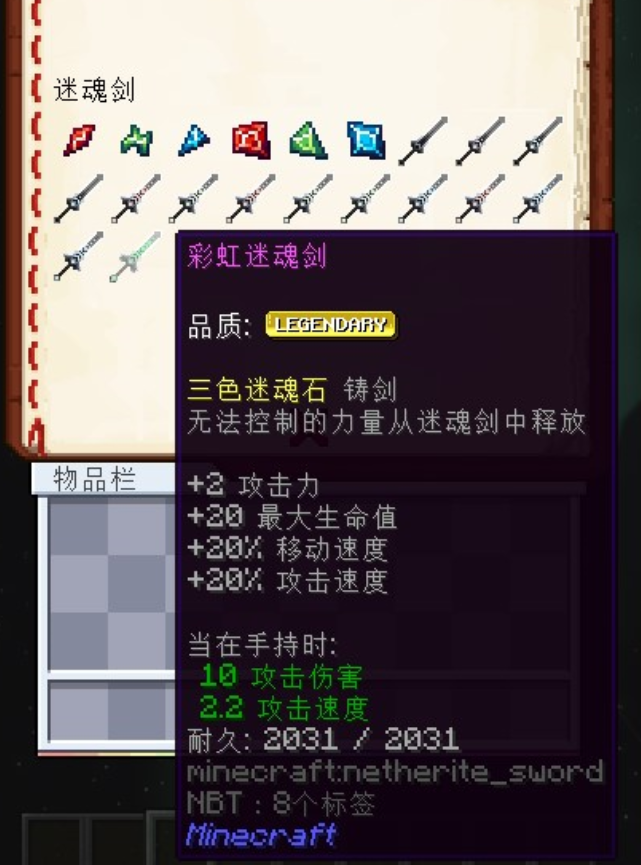 迷魂剑
彩虹迷魂剑
品质: LEGENDARY
三色迷魂石 铸剑
无法控制的力量从迷魂剑中释放
物品栏
+2 攻击力
+20 最大生命值
+20% 移动速度
+20% 攻击速度
当在手持时:
10 攻击伤害
2.2 攻击速度
耐久: 2031 / 2031
minecraft:netherite_sword
NBT : 8个标签
Minecraft